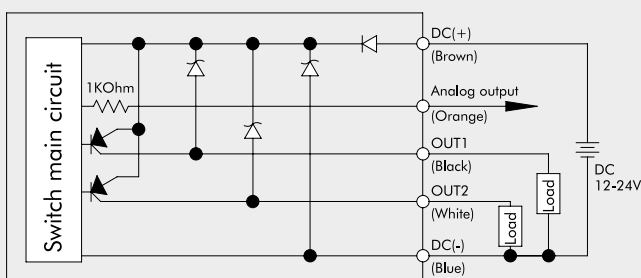 Switch main circuit
1KOhm
DC(+)
(Brown)
Analog output
(Orange)
OUT1
(Black)
OUT2
(White)
DC(-)
(Blue)
Load
Load
DC
12-24V